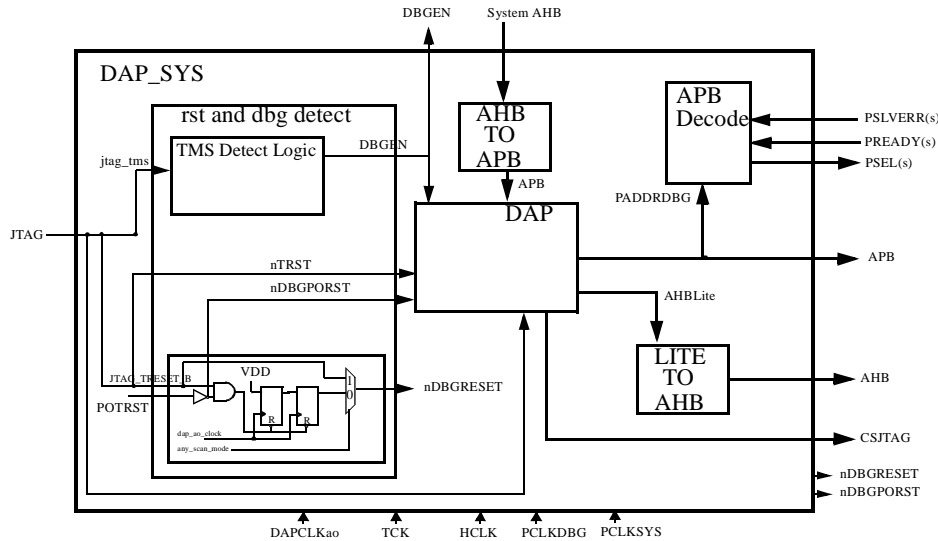 DBGEN
System AHB
DAP_SYS
rst and dbg detect
AHB
TO
APB
APB
Decode
PSLVERR(s)
PREADY(s)
PSEL(s)
jtag_tms
TMS Detect Logic
DBGEN
APB
DAP
PADDRDBG
JTAG
nTRST
nDBGPORST
APB
AHBLite
JTAG_TRESET_B
VDD
POTRST
1
0
R
R
dap_ao_clock
any_scan_mode
nDBGRESET
LITE
TO
AHB
AHB
CSJTAG
nDBGRESET
nDBGPORST
DAPCLKao
TCK
HCLK
PCLKDBG
PCLKSYS